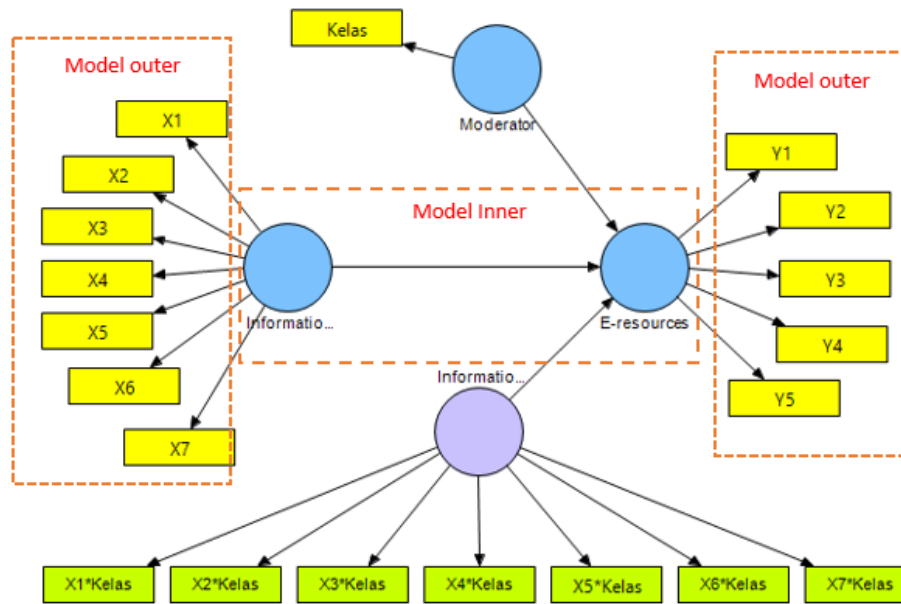 Kelas
Model outer
Moderator
Model outer
X1
X2
X3
X4
X5
X6
X7
Model Inner
Informatio...
E-resources
Y1
Y2
Y3
Y4
Y5
Informatio...
X1*Kelas
X2*Kelas
X3*Kelas
X4*Kelas
X5*Kelas
X6*Kelas
X7*Kelas